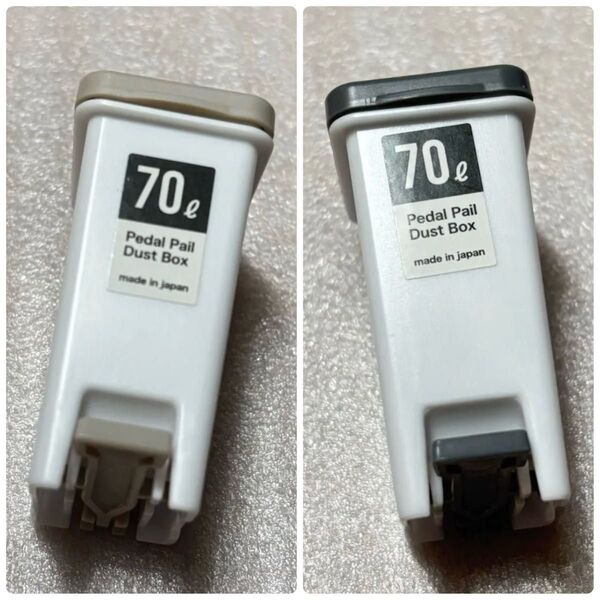 70ℓ
Pedal Pail
Dust Box
made in japan
70ℓ
Pedal Pail
Dust Box
made in japan